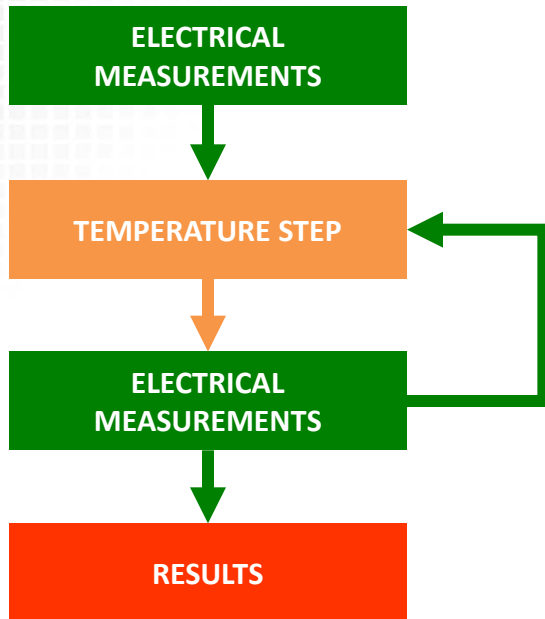 ELECTRICAL
MEASUREMENTS
TEMPERATURE STEP
ELECTRICAL
MEASUREMENTS
RESULTS